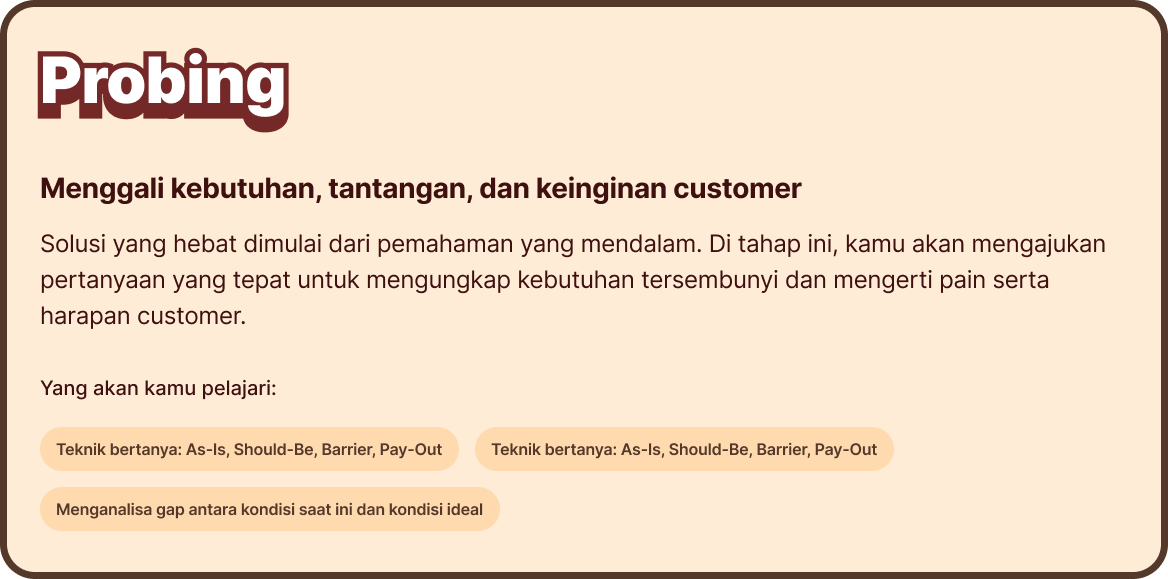 Probing
Menggali kebutuhan, tantangan, dan keinginan customer
Solusi yang hebat dimulai dari pemahaman yang mendalam. Di tahap ini, kamu akan mengajukan
pertanyaan yang tepat untuk mengungkap kebutuhan tersembunyi dan mengerti pain serta
harapan customer.
Yang akan kamu pelajari:
Teknik bertanya: As-Is, Should-Be, Barrier, Pay-Out
Teknik bertanya: As-Is, Should-Be, Barrier, Pay-Out
Menganalisa gap antara kondisi saat ini dan kondisi ideal